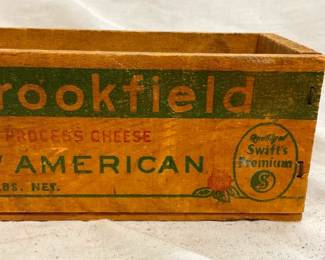 rookfield
PROCESS CHEESE
AMERICAN
LBS. NET.
Swift's
Premium
S